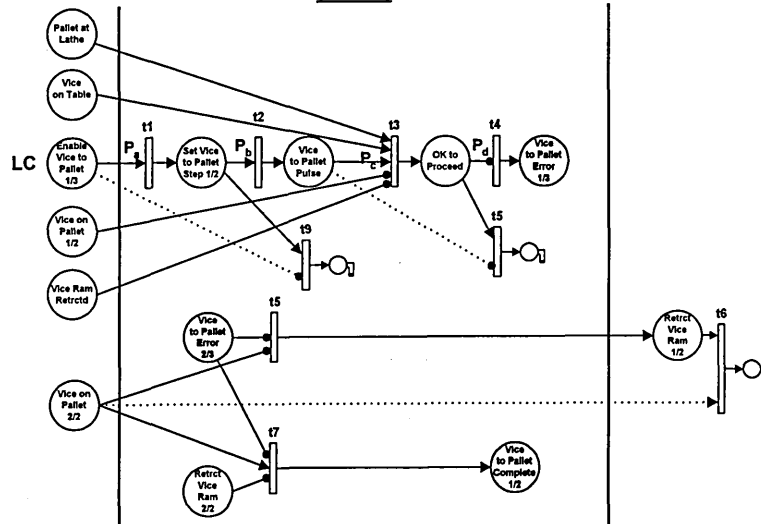 Pallet at
Lathe
Vice
on Table
LC
Enable
Vice to
Pallet
1/3
Pa
t1
Set Vice
to Pallet
Step 1/2
Pb
t2
Vice
to Pallet
Pulse
Pc
t3
OK to
Proceed
Pd
t4
Vice
to Pallet
Error
1/3
Vice on
Pallet
1/2
t9
t5
Vice Ram
Retrctd
Vice
to Pallet
Error
2/3
t5
Retrct
Vice
Ram
1/2
t6
Vice on
Pallet
2/2
t7
Retrct
Vice
Ram
2/2
Vice
to Pallet
Complete
1/2